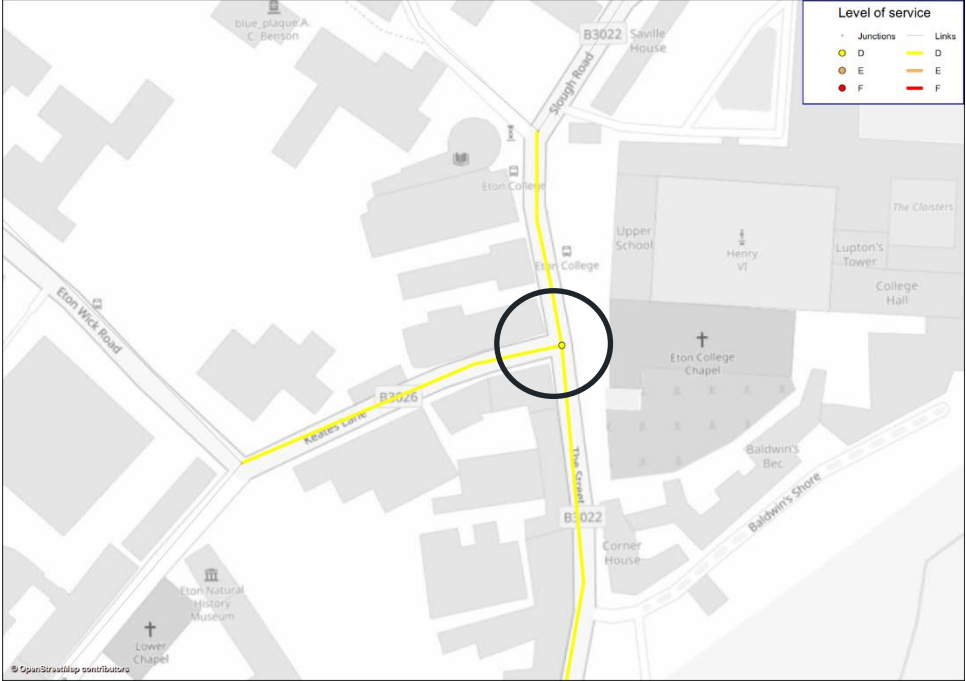 Level of service
Junctions Links
D D
E E
F F
blue_plaque A.
C. Benson
B3022
Saville
House
Slough Road
Eton College
The Cloisters
Upper
School
Henry
VI
Lupton's
Tower
Eton College
College
Hall
Eton Wick Road
Eton College
Chapel
B3026
Keates Lane
The Street
Baldwin's
Bec
Baldwin's Shore
B3022
Corner
House
Eton Natural
History
Museum
Lower
Chapel
© OpenStreetMap contributors